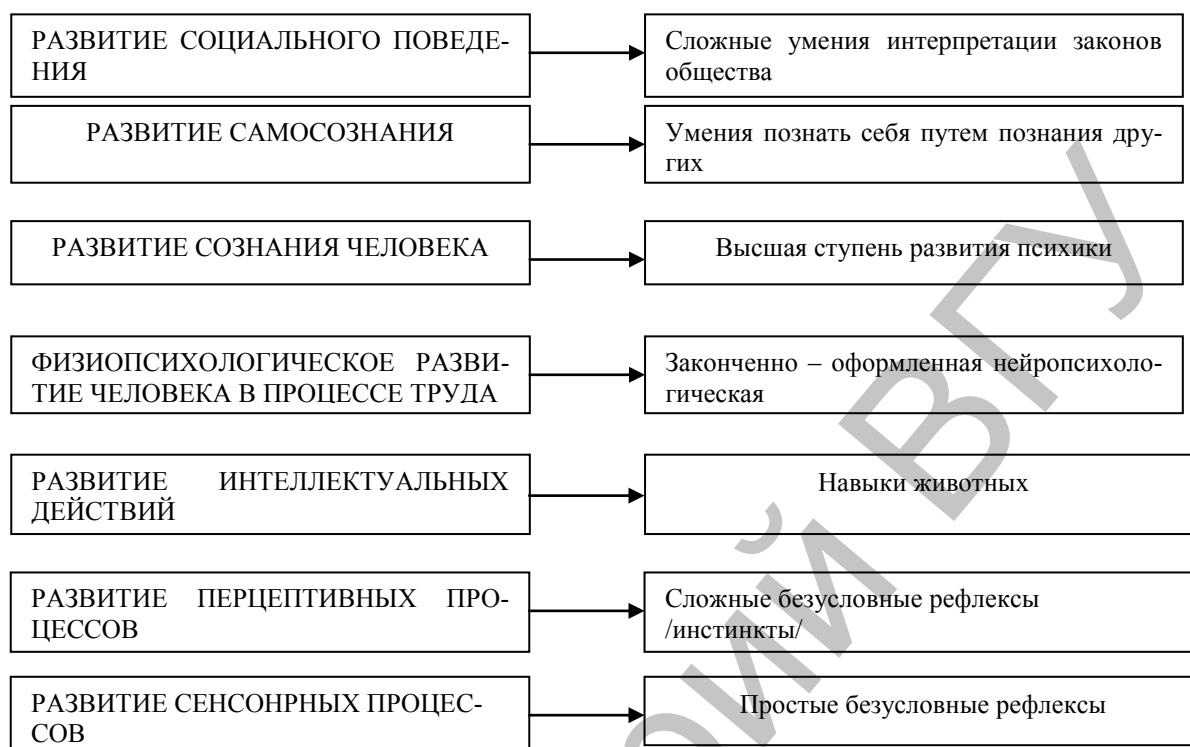 РАЗВИТИЕ СОЦИАЛЬНОГО ПОВЕДЕ-
НИЯ
Сложные умения интерпретации законов
общества
РАЗВИТИЕ САМОСОЗНАНИЯ
Умения познать себя путем познания дру-
гих
РАЗВИТИЕ СОЗНАНИЯ ЧЕЛОВЕКА
Высшая ступень развития психики
ФИЗИОПСИХОЛОГИЧЕСКОЕ РАЗВИ-
ТИЕ ЧЕЛОВЕКА В ПРОЦЕССЕ ТРУДА
Законченно – оформленная нейропсихоло-
гическая
РАЗВИТИЕ ИНТЕЛЛЕКТУАЛЬНЫХ
ДЕЙСТВИЙ
Навыки животных
РАЗВИТИЕ ПЕРЦЕПТИВНЫХ ПРО-
ЦЕССОВ
Сложные безусловные рефлексы
/инстинкты/
РАЗВИТИЕ СЕНСОНРНЫХ ПРОЦЕС-
СОВ
Простые безусловные рефлексы
ВГУ